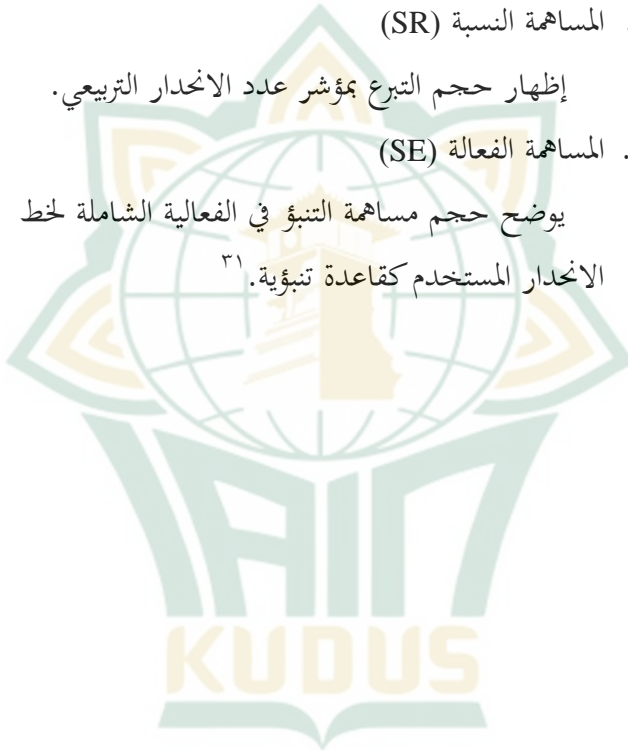 . المساهمة النسبة (SR)
إظهار حجم التبرع بمؤشر عدد الانحدار التربيعي.
. المساهمة الفعالة (SE)
يوضح حجم مساهمة التنبؤ في الفعالية الشاملة لخط
الانحدار المستخدم كقاعدة تنبؤية.٣١
IAIN
KUDUS